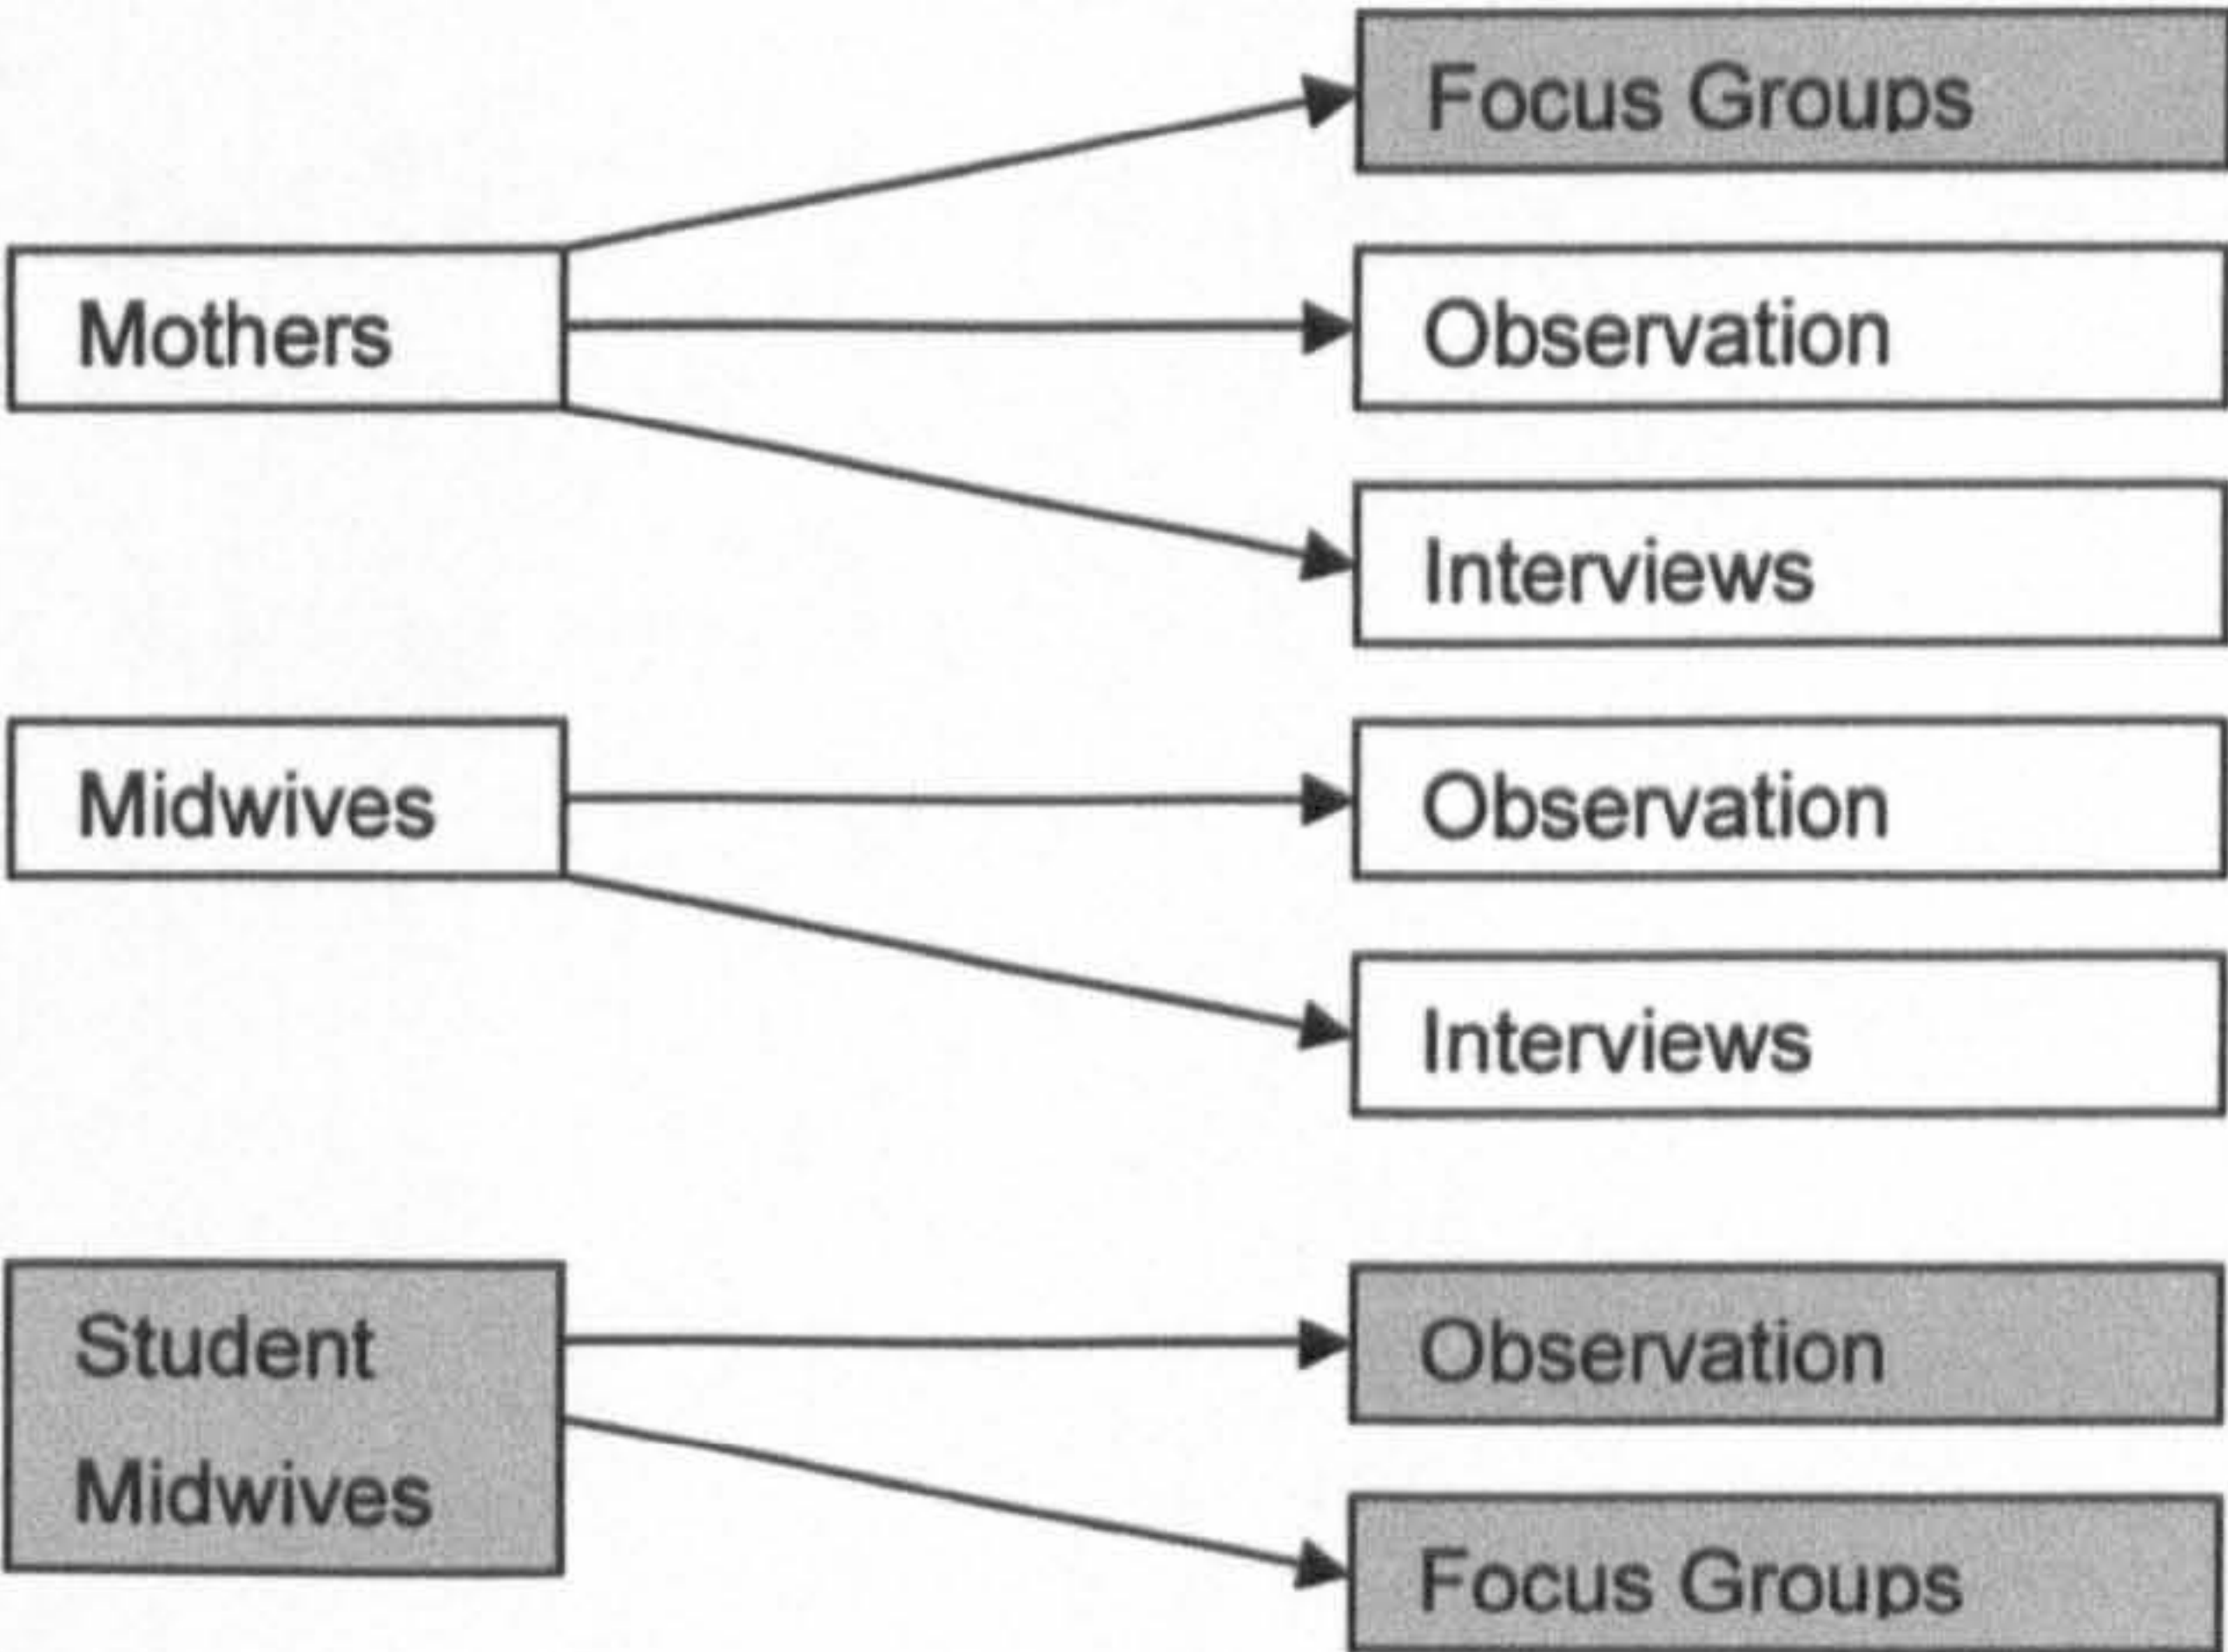 Focus Groups
Mothers
Observation
Interviews
Midwives
Observation
Interviews
Student
Midwives
Observation
Focus Groups